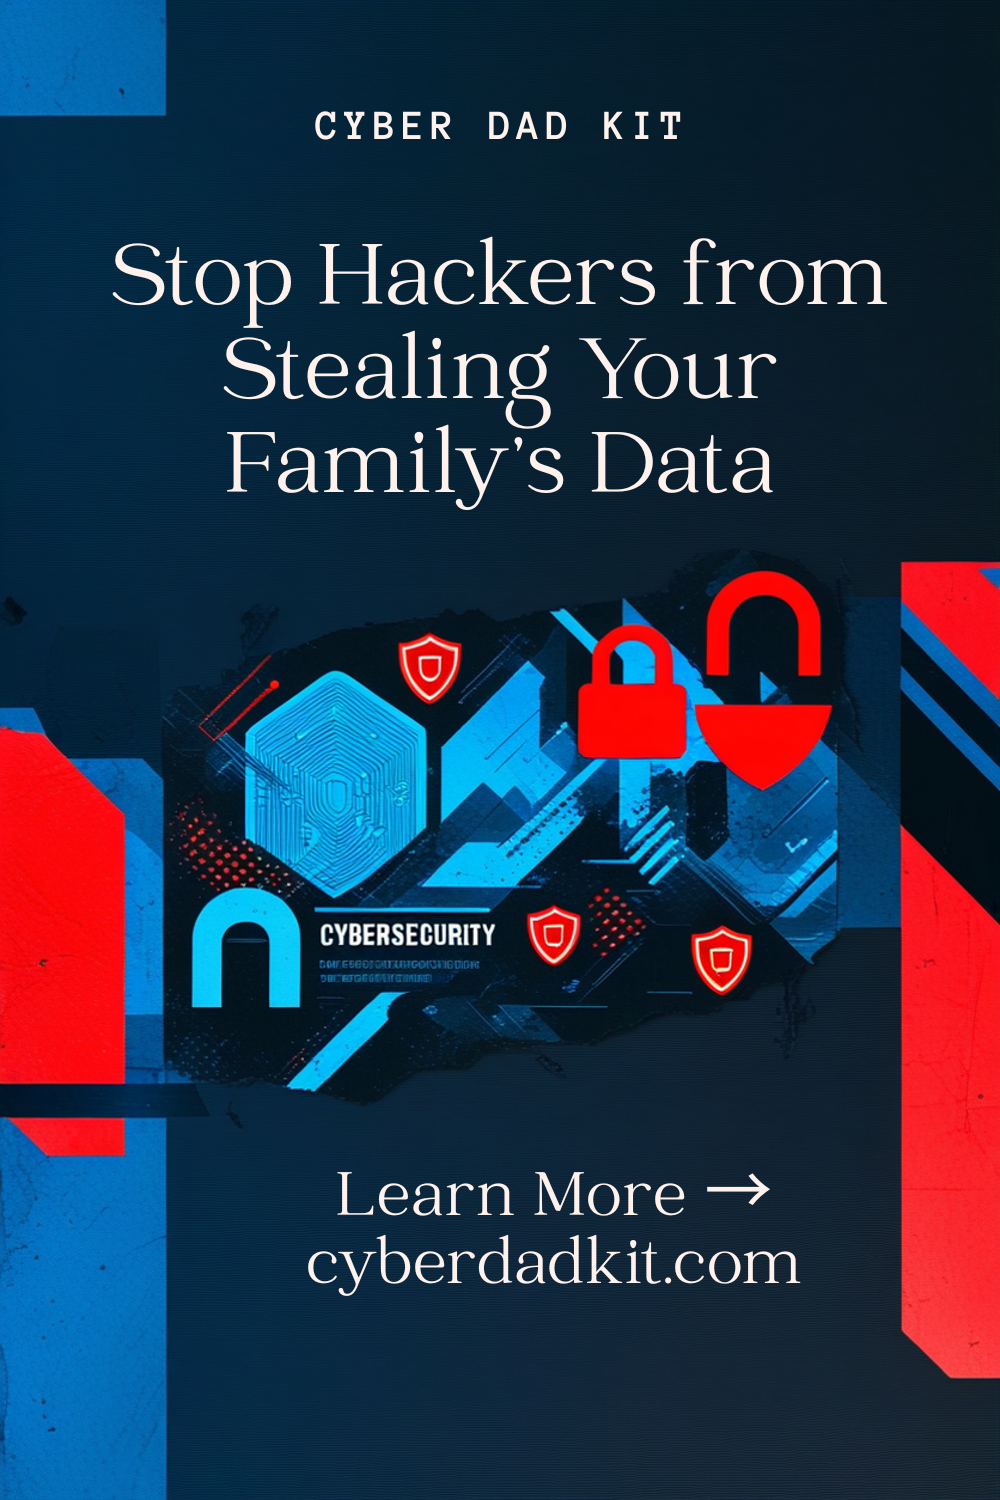 CYBER DAD KIT
Stop Hackers from
Stealing Your
Family’s Data
CYBERSECURITY
Learn More →
cyberdadkit.com